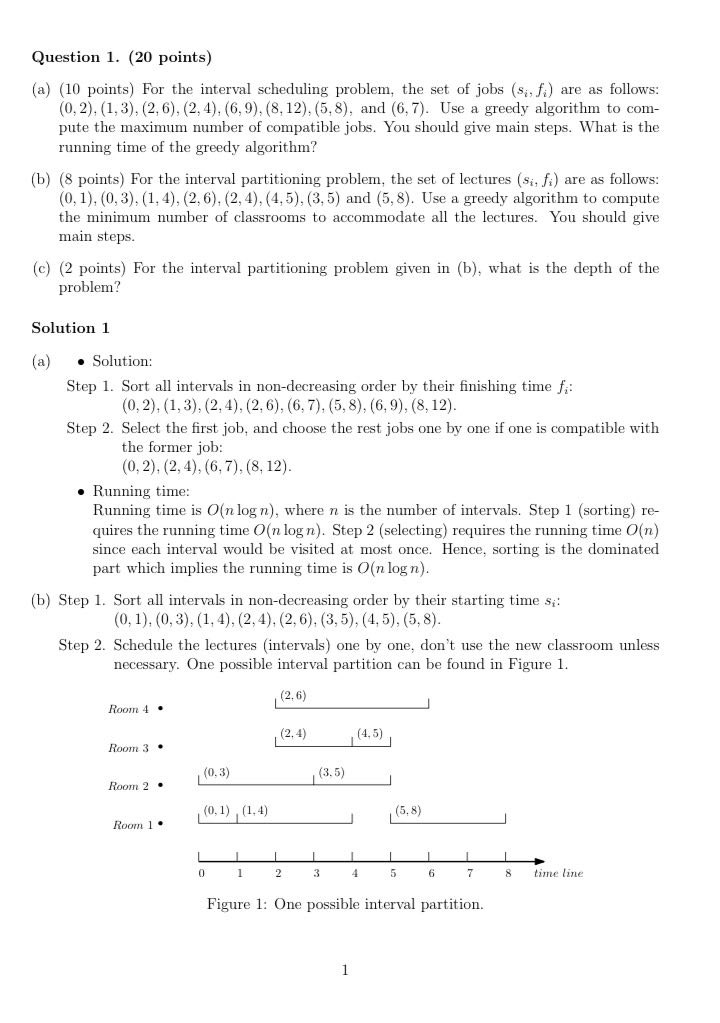 Question 1. (20 points)
(a) (10 points) For the interval scheduling problem, the set of jobs (s_i, f_i) are as follows:
(0, 2), (1, 3), (2, 6), (2, 4), (6, 9), (8, 12), (5, 8), and (6, 7). Use a greedy algorithm to com-
pute the maximum number of compatible jobs. You should give main steps. What is the
running time of the greedy algorithm?
(b) (8 points) For the interval partitioning problem, the set of lectures (s_i, f_i) are as follows:
(0, 1), (0, 3), (1, 4), (2, 6), (2, 4), (4, 5), (3, 5) and (5, 8). Use a greedy algorithm to compute
the minimum number of classrooms to accommodate all the lectures. You should give
main steps.
(c) (2 points) For the interval partitioning problem given in (b), what is the depth of the
problem?
Solution 1
(a) • Solution:
Step 1. Sort all intervals in non-decreasing order by their finishing time f_i:
(0, 2), (1, 3), (2, 4), (2, 6), (6, 7), (5, 8), (6, 9), (8, 12).
Step 2. Select the first job, and choose the rest jobs one by one if one is compatible with
the former job:
(0, 2), (2, 4), (6, 7), (8, 12).
• Running time:
Running time is O(n log n), where n is the number of intervals. Step 1 (sorting) re-
quires the running time O(n log n). Step 2 (selecting) requires the running time O(n)
since each interval would be visited at most once. Hence, sorting is the dominated
part which implies the running time is O(n log n).
(b) Step 1. Sort all intervals in non-decreasing order by their starting time s_i:
(0, 1), (0, 3), (1, 4), (2, 4), (2, 6), (3, 5), (4, 5), (5, 8).
Step 2. Schedule the lectures (intervals) one by one, don't use the new classroom unless
necessary. One possible interval partition can be found in Figure 1.
(2, 6)
Room 4 •
(2, 4) (4, 5)
Room 3 •
(0, 3) (3, 5)
Room 2 •
(0, 1) (1, 4) (5, 8)
Room 1 •
0 1 2 3 4 5 6 7 8 time line
Figure 1: One possible interval partition.
1